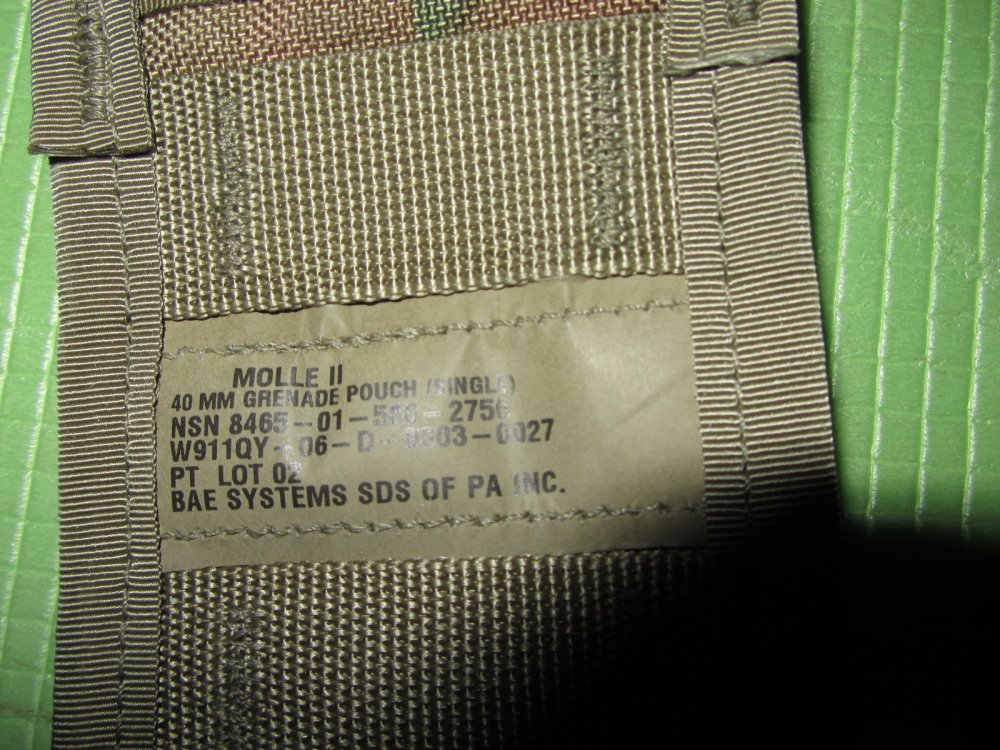 MOLLE II
40 MM GRENADE POUCH (SINGLE)
NSN 8465-01-
W911QY-06-D-0003-0027
PT LOT 02
BAE SYSTEMS SDS OF PA INC.